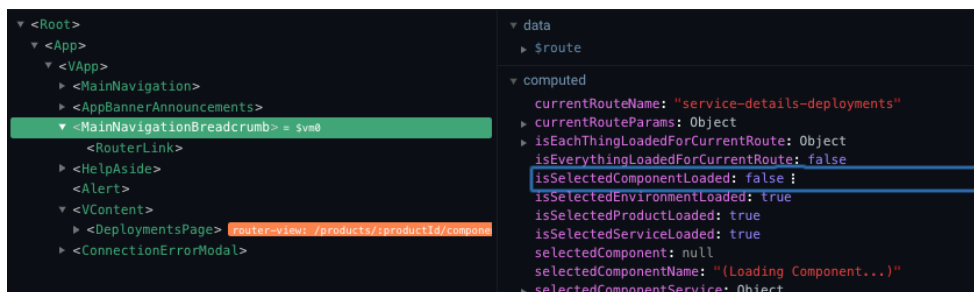 ▼ <Root>
▼ <App>
▼ <VApp>
▶ <MainNavigation>
▶ <AppBannerAnnouncements>
▼ <MainNavigationBreadcrumb> = $vm0
<RouterLink>
▶ <HelpAside>
<Alert>
▼ <VContent>
▶ <DeploymentsPage> router-view: /products/:productId/compone
▶ <ConnectionErrorModal>
▼ data
▶ $route
▼ computed
currentRouteName: "service-details-deployments"
▶ currentRouteParams: Object
▶ isEachThingLoadedForCurrentRoute: Object
isEverythingLoadedForCurrentRoute: false
isSelectedComponentLoaded: false ⋮
isSelectedEnvironmentLoaded: true
isSelectedProductLoaded: true
isSelectedServiceLoaded: true
selectedComponent: null
selectedComponentName: "(Loading Component...)"
▶ selectedComponentService: Object